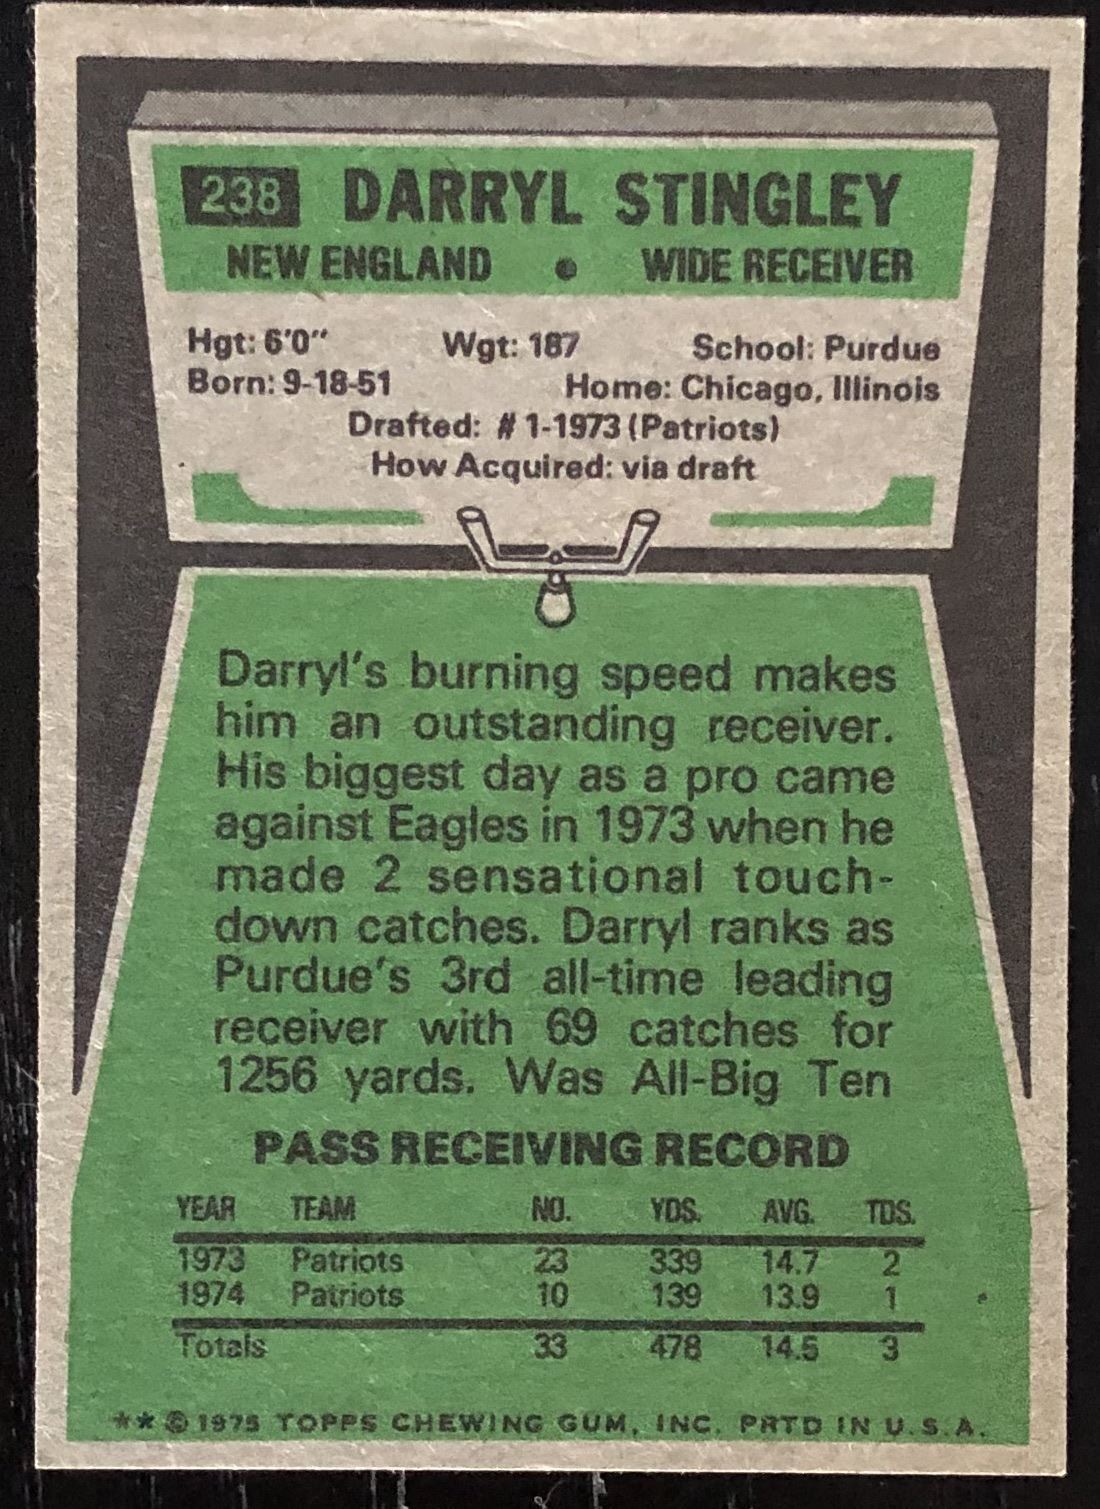 238 DARRYL STINGLEY
NEW ENGLAND • WIDE RECEIVER
Hgt: 6'0" Wgt: 187 School: Purdue
Born: 9-18-51 Home: Chicago, Illinois
Drafted: # 1-1973 (Patriots)
How Acquired: via draft
Darryl's burning speed makes
him an outstanding receiver.
His biggest day as a pro came
against Eagles in 1973 when he
made 2 sensational touch-
down catches. Darryl ranks as
Purdue's 3rd all-time leading
receiver with 69 catches for
1256 yards. Was All-Big Ten
PASS RECEIVING RECORD
YEAR TEAM NO. YDS. AVG. TDS.
1973 Patriots 23 339 14.7 2
1974 Patriots 10 139 13.9 1
Totals 33 478 14.5 3
** © 1975 TOPPS CHEWING GUM, INC. PRTD IN U.S.A.